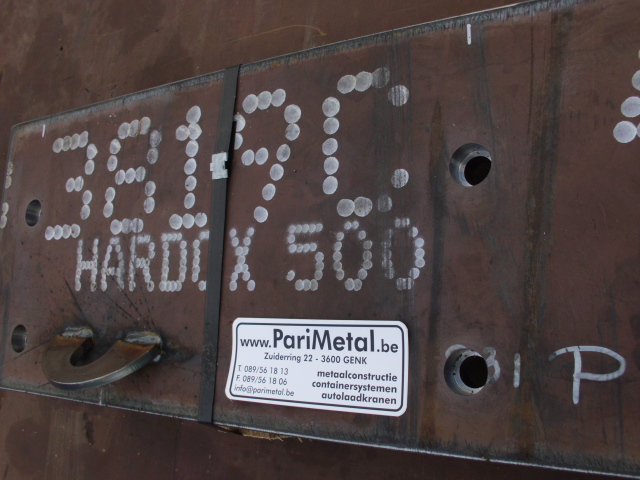 3819C
HARDOX 500
www.PariMetal.be
Zuiderring 22 - 3600 GENK
T. 089/56 18 13
F. 089/56 18 06
info@parimetal.be
metaalconstructie
containersystemen
autolaadkranen
P